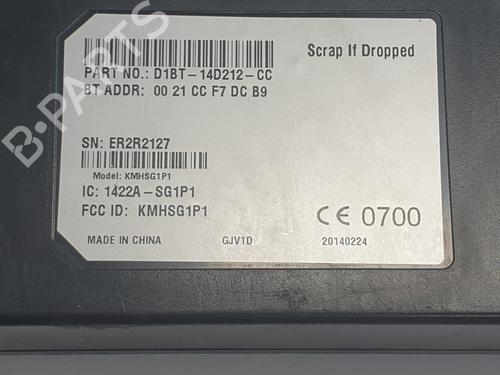 Scrap If Dropped
PART NO.: D1BT-14D212-CC
BT ADDR: 00 21 CC F7 DC B9
SN: ER2R2127
Model: KMHSG1P1
IC: 1422A-SG1P1
FCC ID: KMHSG1P1
CE 0700
MADE IN CHINA GJV1D 20140224
B-PARTS